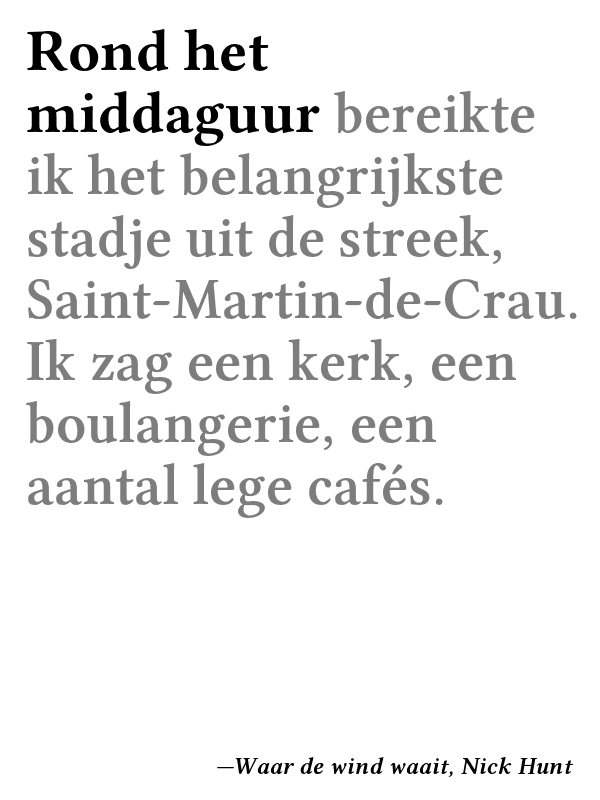 Rond het
middaguur bereikte
ik het belangrijkste
stadje uit de streek,
Saint-Martin-de-Crau.
Ik zag een kerk, een
boulangerie, een
aantal lege cafés.
—Waar de wind waait, Nick Hunt